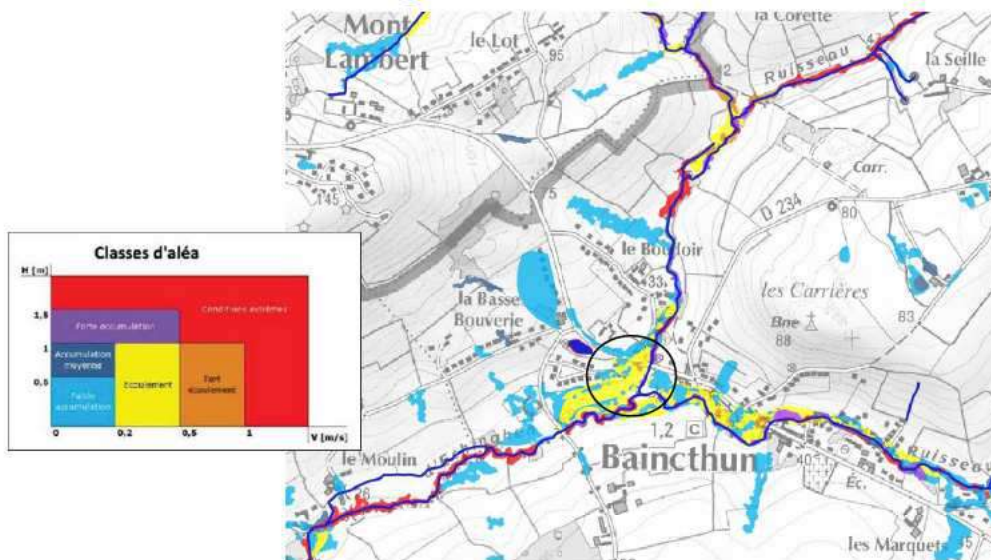 Mont
Lambert
le Lot
95
la Corette
Ruisseau
la Seille
145
Carr.
D 234
80
le Bouloir
33
la Basse
Bouverie
les Carrières
Bne
88
83
1,2
C
Baincthun
40
Éc.
Ruisseau
le Moulin
les Marquets
Classes d'aléa
H [m]
1,5
1
0,5
0
0,2
0,5
1
V [m/s]
Conditions extrêmes
Forte accumulation
Accumulation
moyenne
Faible
accumulation
Ecoulement
Fort
écoulement